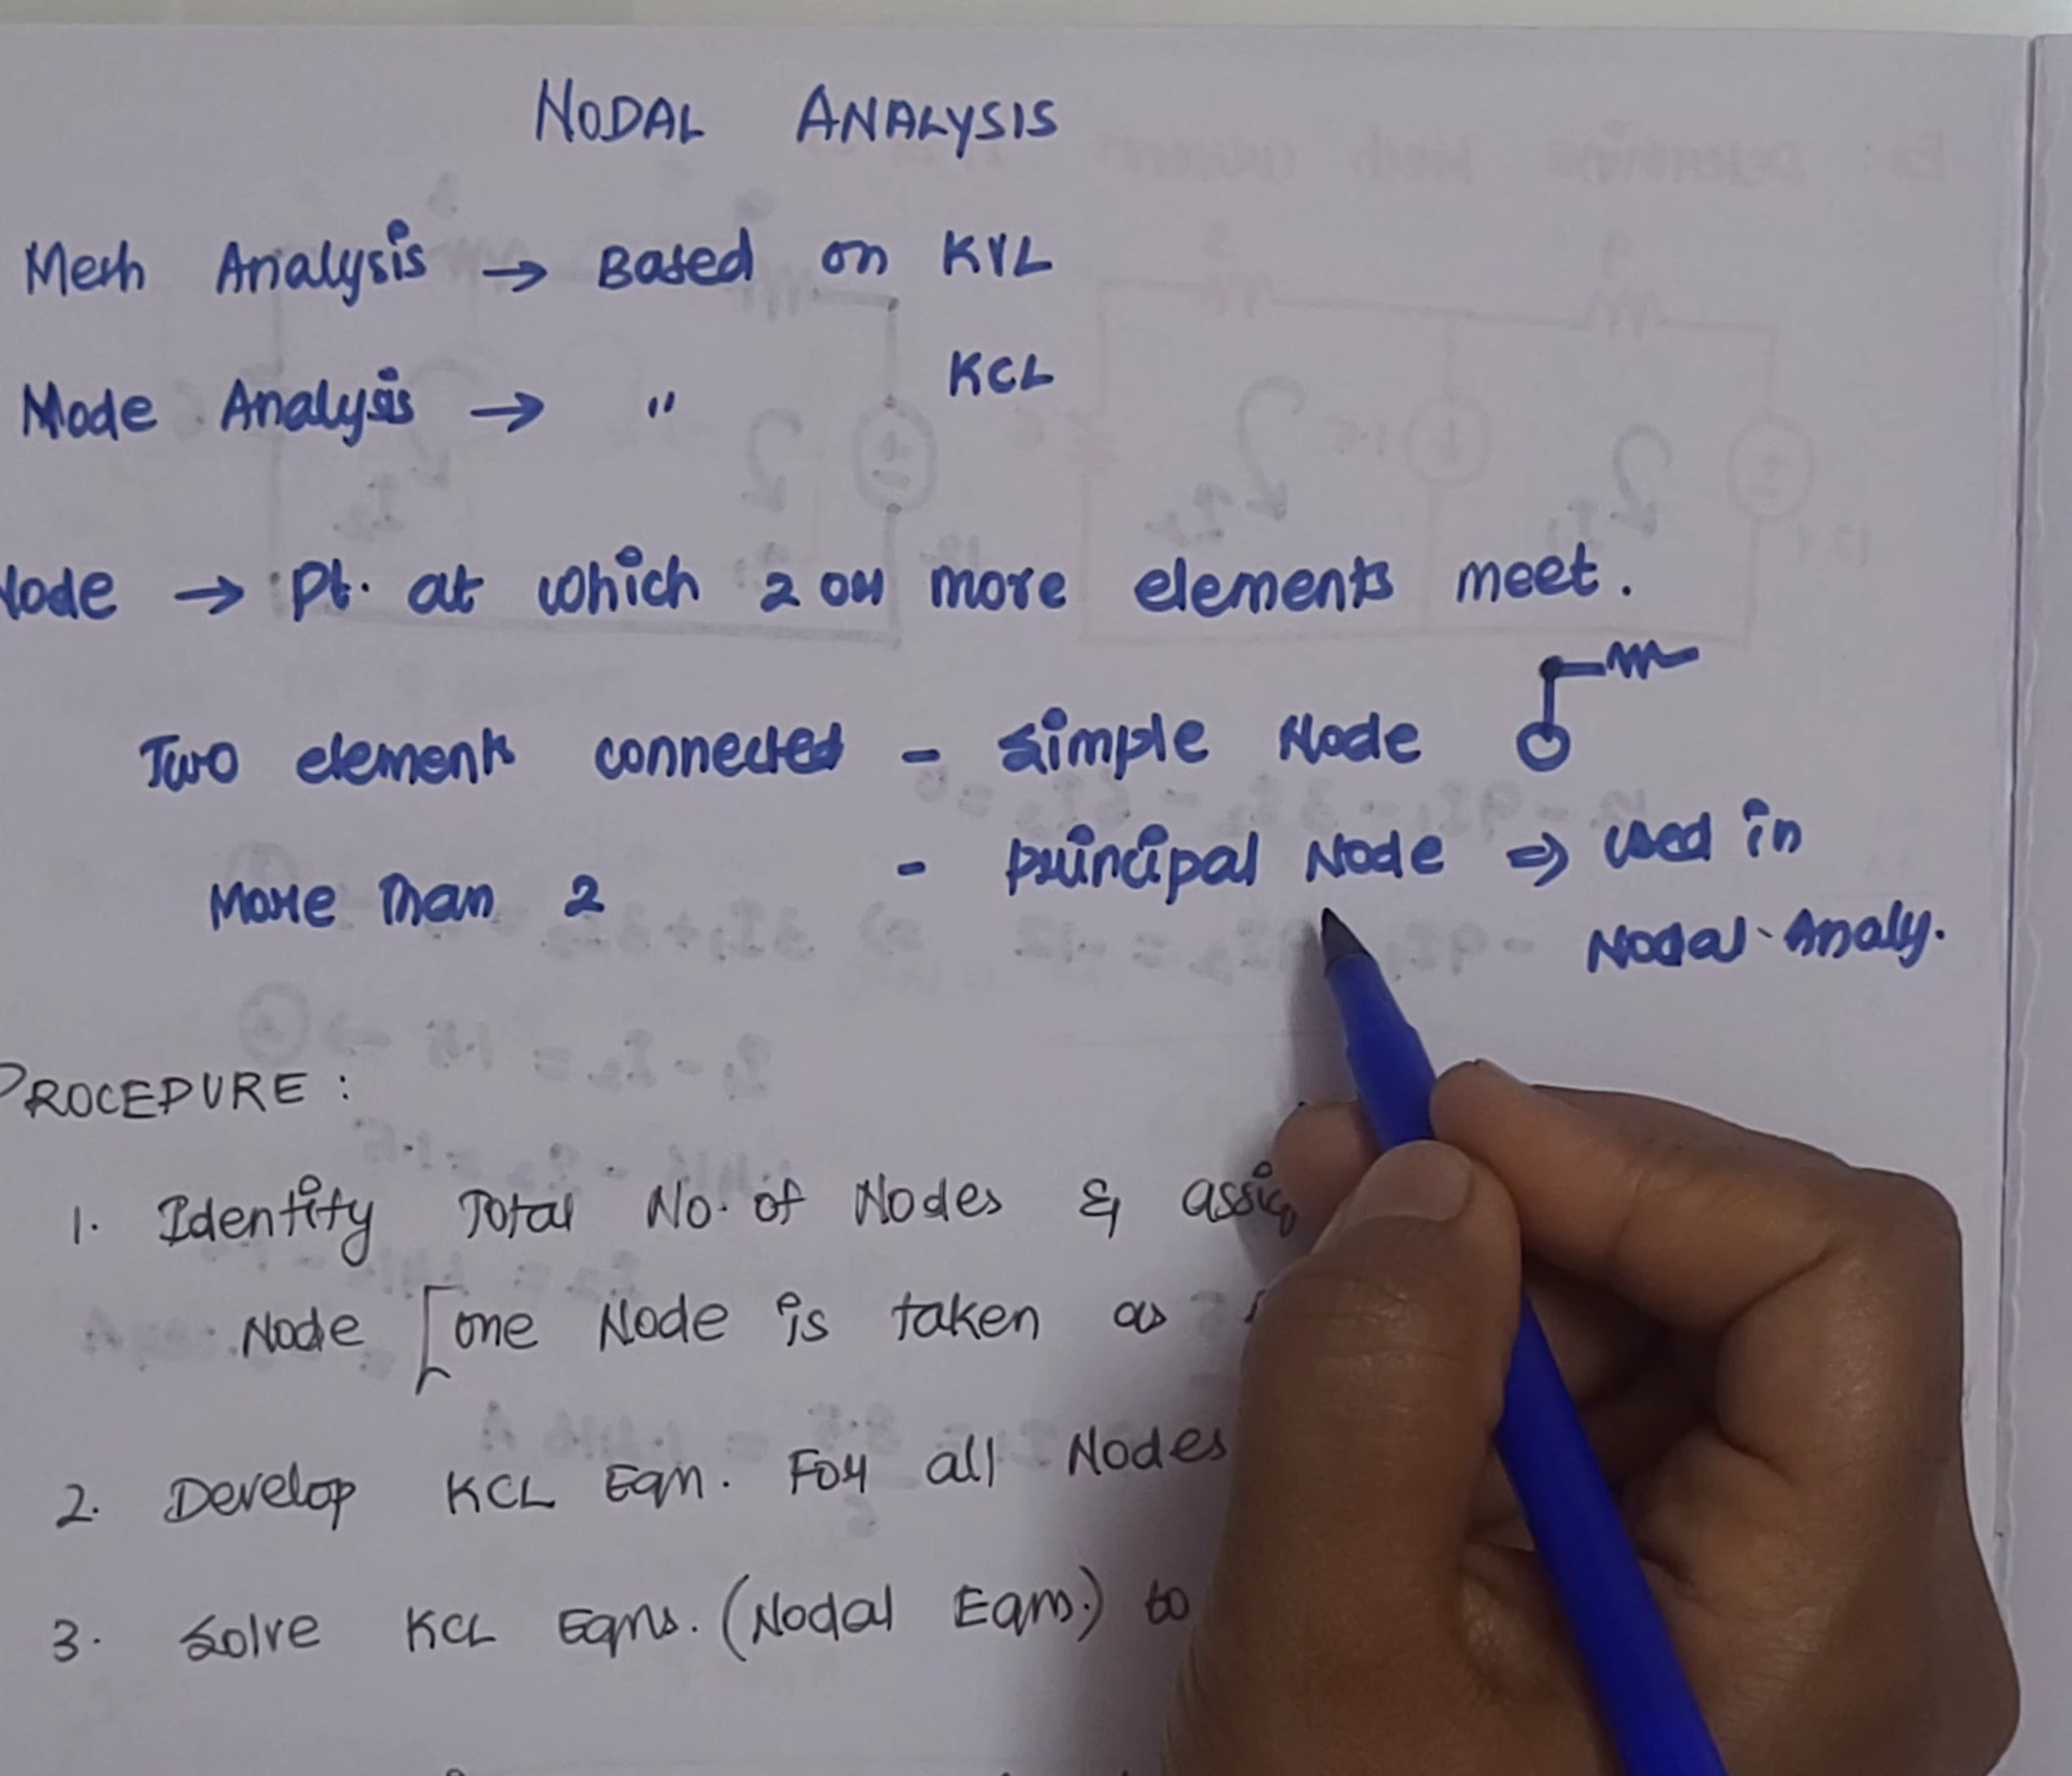 NODAL ANALYSIS
Mesh Analysis → Based on KVL
Node Analysis → " KCL
Node → Pt. at which 2 or more elements meet.
Two elements connected - Simple Node
More than 2 - principal Node ⇒ used in
Nodal Analy.
PROCEDURE :
1. Identity Total No. of Nodes &
Node [one Node is taken as
2. Develop KCL Eqn. For all Nodes
3. Solve KCL Eqns. (Nodal Eqns.) to